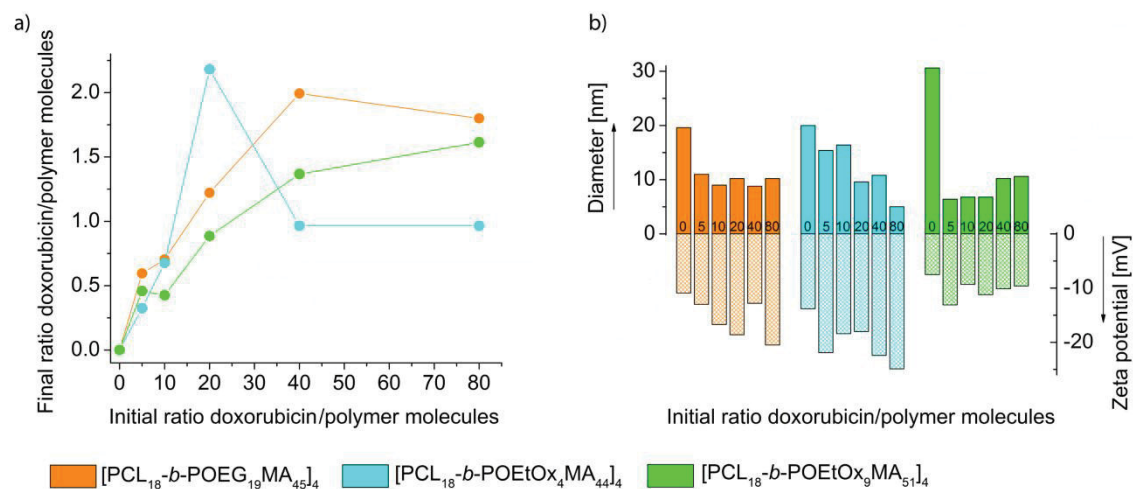 a)
Final ratio doxorubicin/polymer molecules
2.0
1.5
1.0
0.5
0.0
0 10 20 30 40 50 60 70 80
Initial ratio doxorubicin/polymer molecules
b)
Diameter [nm]
30
20
10
0
0 5 10 20 40 80
0 5 10 20 40 80
0 5 10 20 40 80
0
-10
-20
Zeta potential [mV]
Initial ratio doxorubicin/polymer molecules
[PCL18-b-POEG19MA45]4 [PCL18-b-POEtOx4MA44]4 [PCL18-b-POEtOx9MA51]4